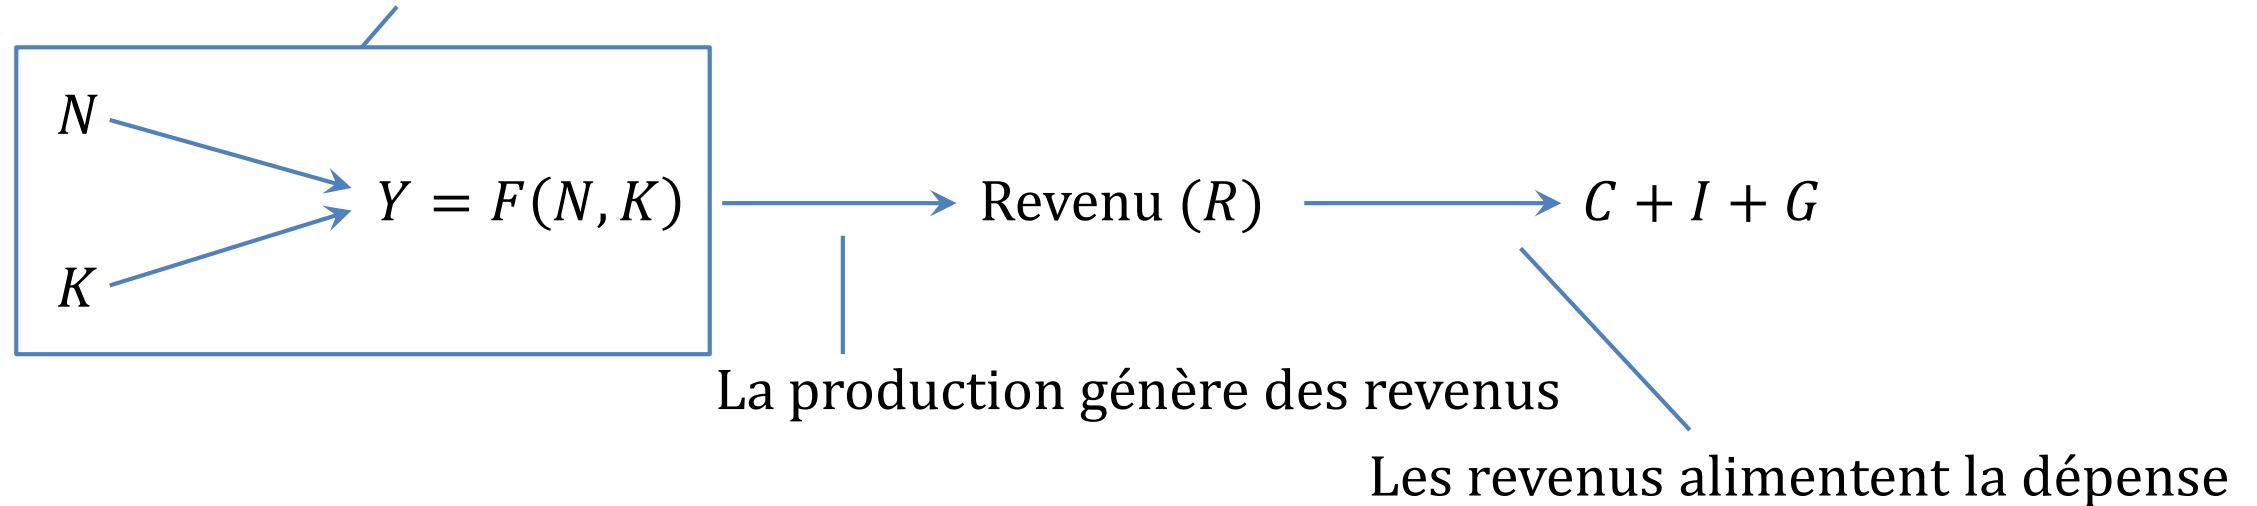 N
Y = F(N, K)
Revenu (R)
C + I + G
K
La production génère des revenus
Les revenus alimentent la dépense